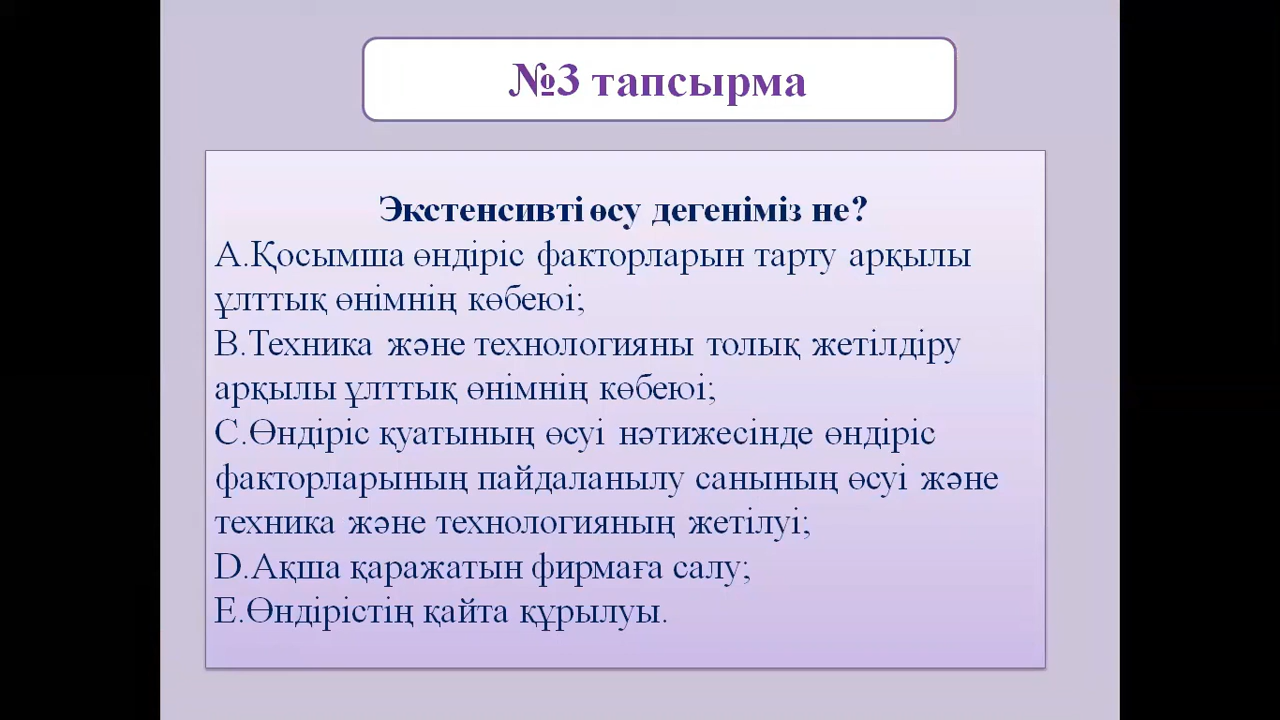 №3 тапсырма
Экстенсивті өсу дегеніміз не?
А.Қосымша өндіріс факторларын тарту арқылы
ұлттық өнімнің көбеюі;
В.Техника және технологияны толық жетілдіру
арқылы ұлттық өнімнің көбеюі;
С.Өндіріс қуатының өсуі нәтижесінде өндіріс
факторларының пайдаланылу санының өсуі және
техника және технологияның жетілуі;
D.Ақша қаражатын фирмаға салу;
Е.Өндірістің қайта құрылуы.